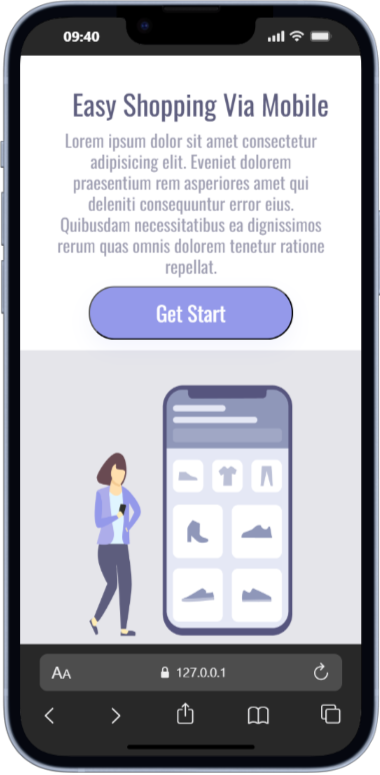 09:40
Easy Shopping Via Mobile
Lorem ipsum dolor sit amet consectetur
adipisicing elit. Eveniet dolorem
praesentium rem asperiores amet qui
deleniti consequuntur error eius.
Quibusdam necessitatibus ea dignissimos
rerum quas omnis dolorem tenetur ratione
repellat.
Get Start
AA 127.0.0.1